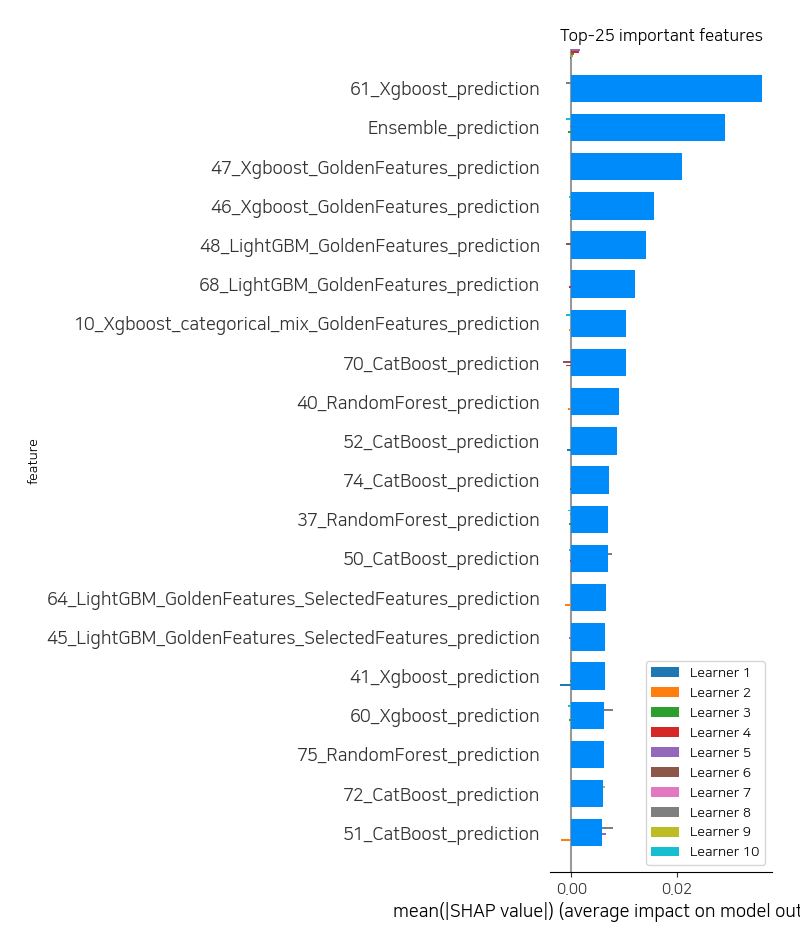 Top-25 important features
61_Xgboost_prediction
Ensemble_prediction
47_Xgboost_GoldenFeatures_prediction
46_Xgboost_GoldenFeatures_prediction
48_LightGBM_GoldenFeatures_prediction
68_LightGBM_GoldenFeatures_prediction
10_Xgboost_categorical_mix_GoldenFeatures_prediction
70_CatBoost_prediction
40_RandomForest_prediction
52_CatBoost_prediction
feature
74_CatBoost_prediction
37_RandomForest_prediction
50_CatBoost_prediction
64_LightGBM_GoldenFeatures_SelectedFeatures_prediction
45_LightGBM_GoldenFeatures_SelectedFeatures_prediction
41_Xgboost_prediction
60_Xgboost_prediction
75_RandomForest_prediction
72_CatBoost_prediction
51_CatBoost_prediction
Learner 1
Learner 2
Learner 3
Learner 4
Learner 5
Learner 6
Learner 7
Learner 8
Learner 9
Learner 10
0.00 0.02
mean(|SHAP value|) (average impact on model out